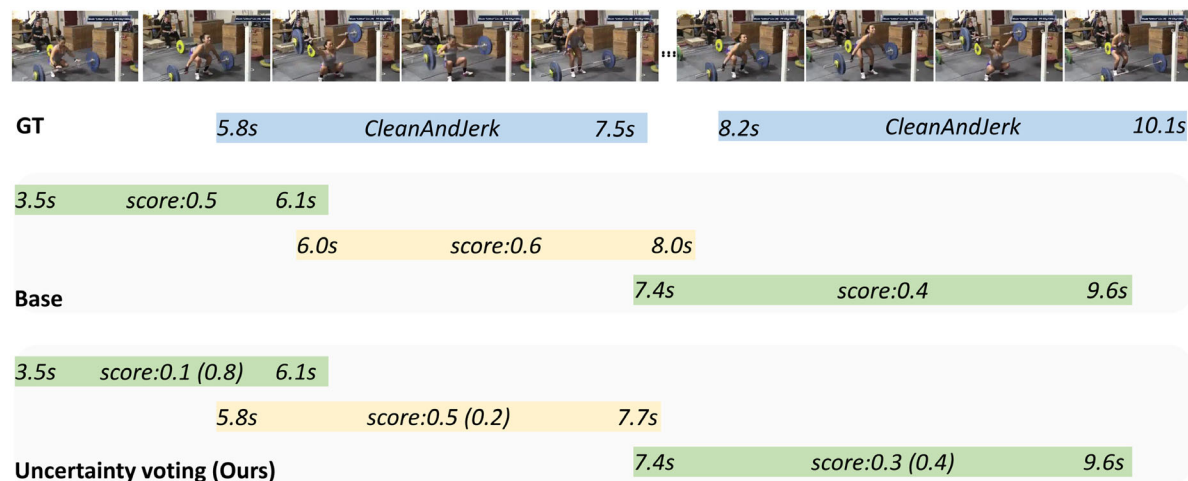 ...
GT 5.8s CleanAndJerk 7.5s 8.2s CleanAndJerk 10.1s
3.5s score:0.5 6.1s
6.0s score:0.6 8.0s
7.4s score:0.4 9.6s
Base
3.5s score:0.1 (0.8) 6.1s
5.8s score:0.5 (0.2) 7.7s
7.4s score:0.3 (0.4) 9.6s
Uncertainty voting (Ours)